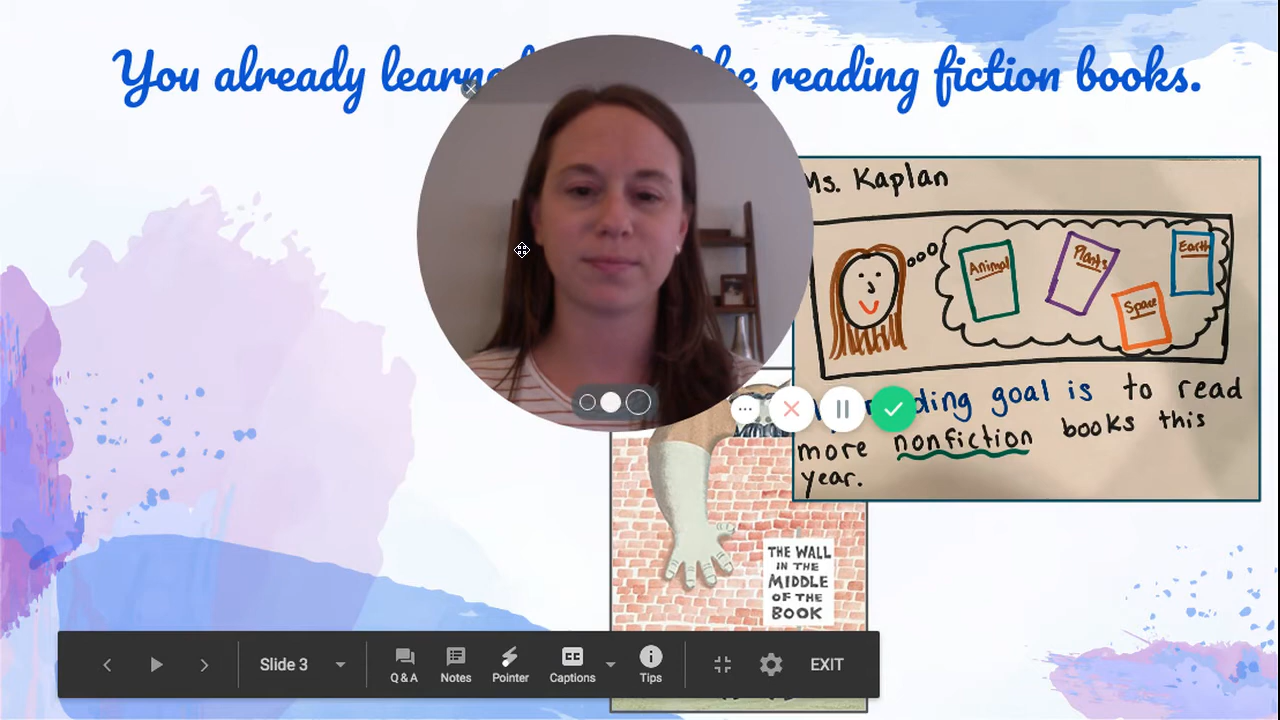 You already learn he reading fiction books.
Ms. Kaplan
Animal
Plants
Earth
Space
ding goal is to read
more nonfiction books this
year.
THE WALL
IN THE
MIDDLE
OF THE
BOOK
Slide 3
Q & A
Notes
Pointer
CC
Captions
Tips
EXIT